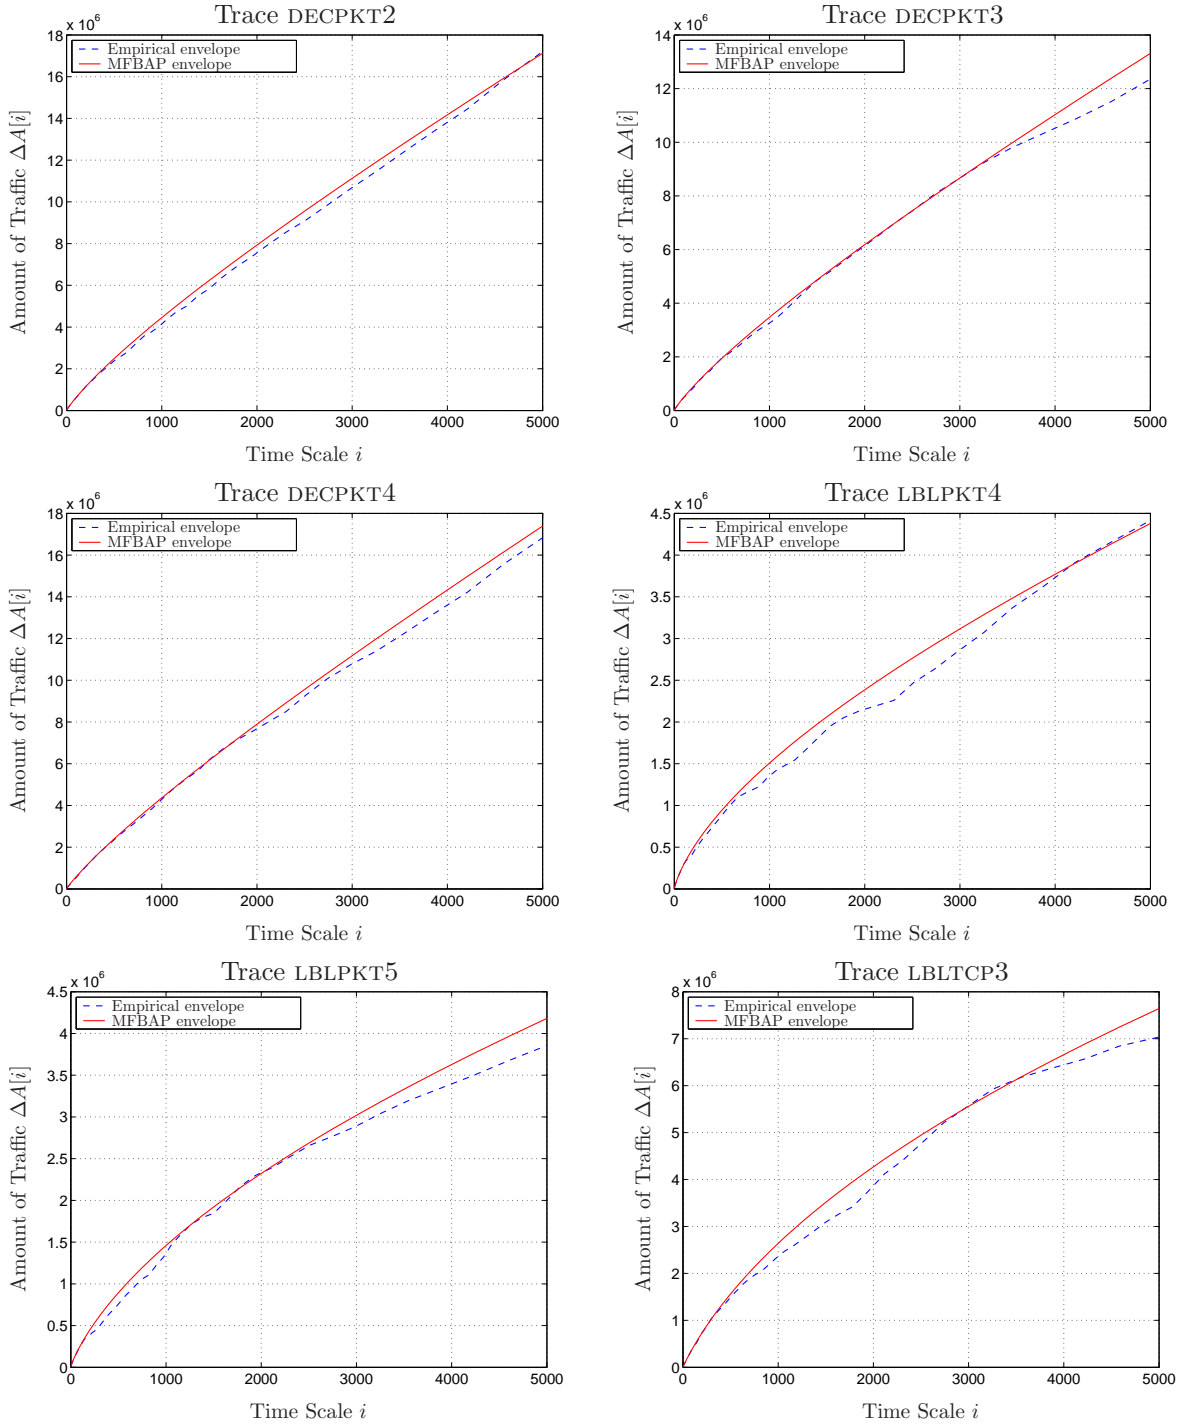 Trace DECPKT2
x 10^6
Empirical envelope
MFBAP envelope
18
16
14
12
10
8
6
4
2
0
0 1000 2000 3000 4000 5000
Amount of Traffic ΔA[i]
Time Scale i
Trace DECPKT3
x 10^6
Empirical envelope
MFBAP envelope
14
12
10
8
6
4
2
0
0 1000 2000 3000 4000 5000
Amount of Traffic ΔA[i]
Time Scale i
Trace DECPKT4
x 10^6
Empirical envelope
MFBAP envelope
18
16
14
12
10
8
6
4
2
0
0 1000 2000 3000 4000 5000
Amount of Traffic ΔA[i]
Time Scale i
Trace LBLPKT4
x 10^6
Empirical envelope
MFBAP envelope
4.5
4
3.5
3
2.5
2
1.5
1
0.5
0
0 1000 2000 3000 4000 5000
Amount of Traffic ΔA[i]
Time Scale i
Trace LBLPKT5
x 10^6
Empirical envelope
MFBAP envelope
4.5
4
3.5
3
2.5
2
1.5
1
0.5
0
0 1000 2000 3000 4000 5000
Amount of Traffic ΔA[i]
Time Scale i
Trace LBLTCP3
x 10^6
Empirical envelope
MFBAP envelope
8
7
6
5
4
3
2
1
0
0 1000 2000 3000 4000 5000
Amount of Traffic ΔA[i]
Time Scale i